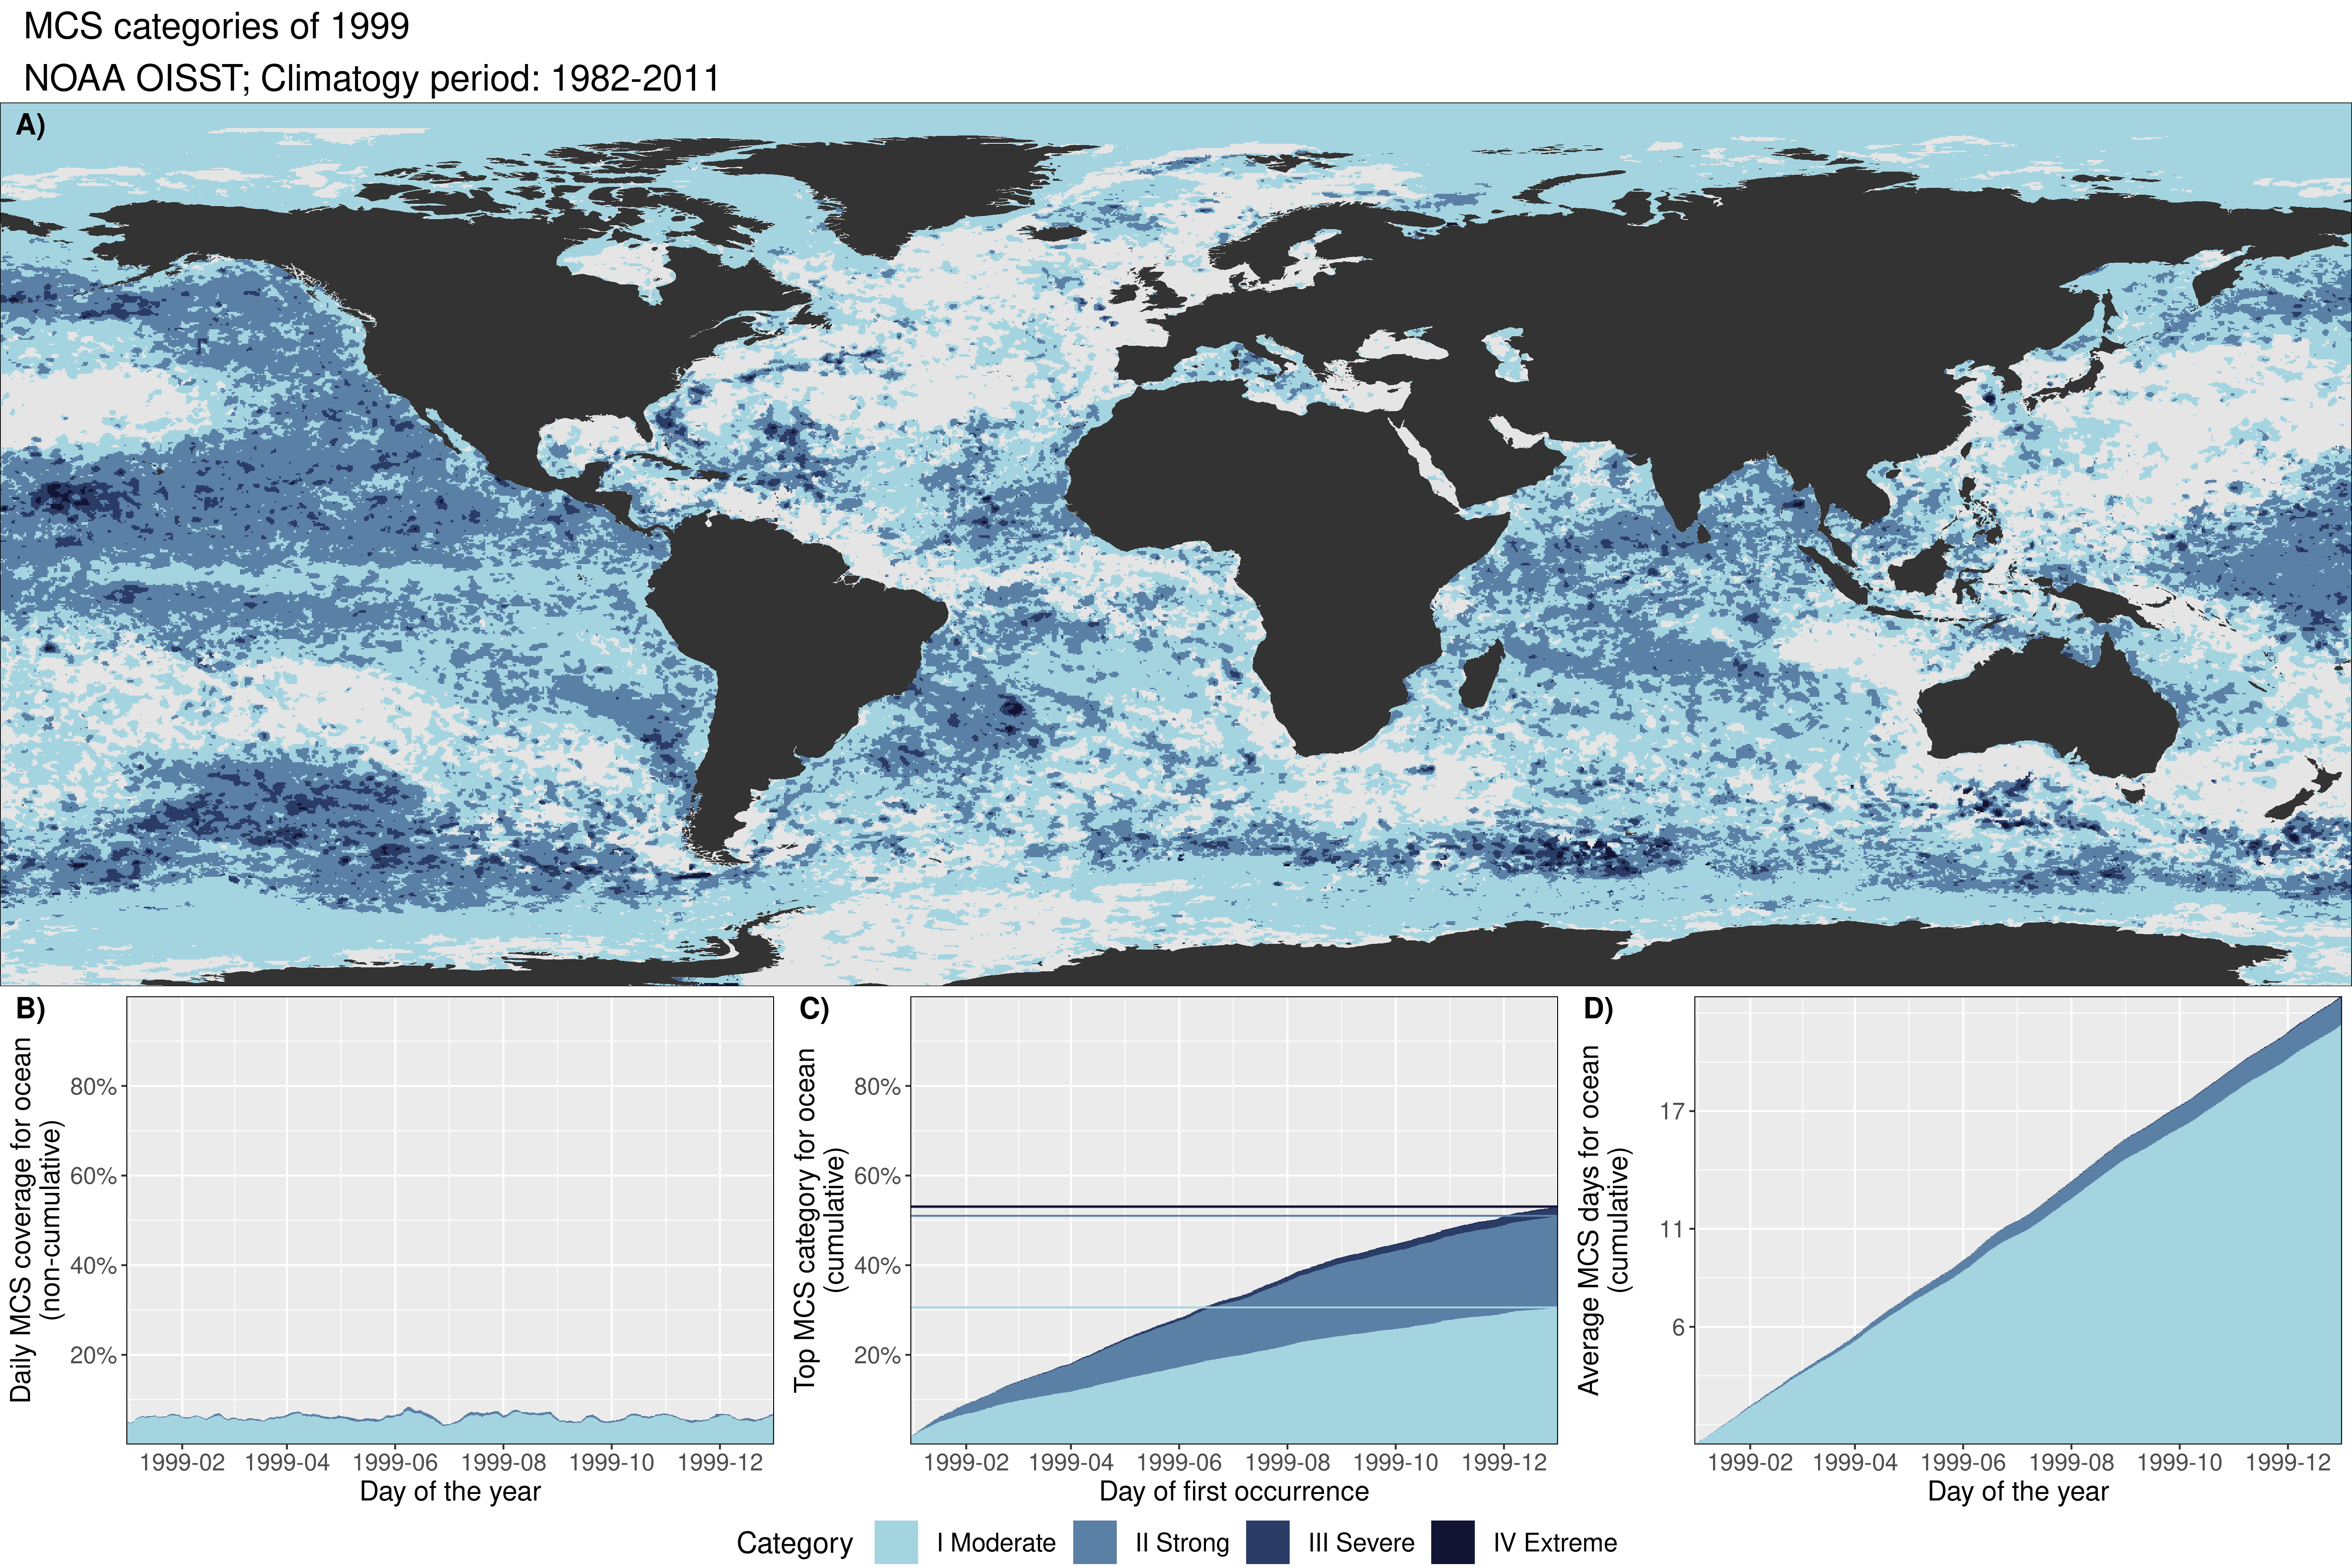 MCS categories of 1999
NOAA OISST; Climatogy period: 1982-2011
A)
B)
Daily MCS coverage for ocean
(non-cumulative)
80%
60%
40%
20%
1999-02 1999-04 1999-06 1999-08 1999-10 1999-12
Day of the year
C)
Top MCS category for ocean
(cumulative)
80%
60%
40%
20%
1999-02 1999-04 1999-06 1999-08 1999-10 1999-12
Day of first occurrence
D)
Average MCS days for ocean
(cumulative)
17
11
6
1999-02 1999-04 1999-06 1999-08 1999-10 1999-12
Day of the year
Category I Moderate II Strong III Severe IV Extreme